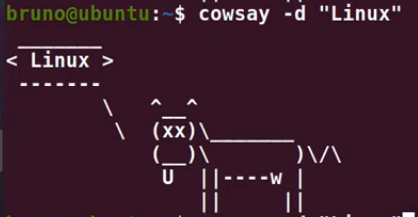 bruno@ubuntu:~$ cowsay -d "Linux"
 _______
< Linux >
 -------
        \   ^__^
         \  (xx)\_______
            (__)\       )\/\
             U  ||----w |
                ||     ||